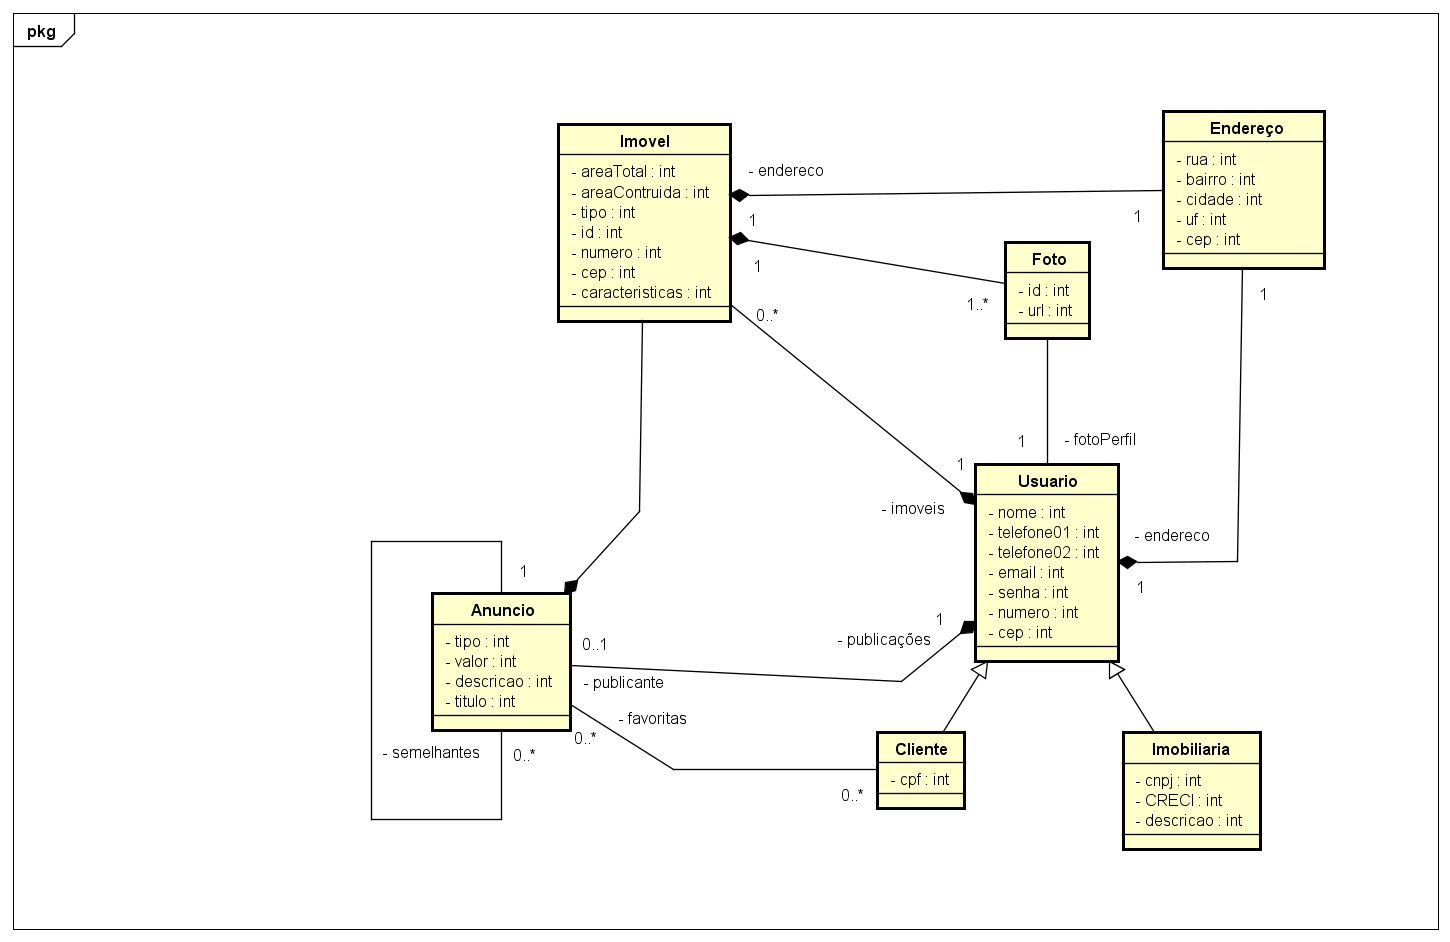 pkg
Imovel
- areaTotal : int
- areaContruida : int
- tipo : int
- id : int
- numero : int
- cep : int
- caracteristicas : int
- endereco
1
1
Endereço
- rua : int
- bairro : int
- cidade : int
- uf : int
- cep : int
1
1
Foto
- id : int
- url : int
1..*
0..*
1
- fotoPerfil
1
- imoveis
Usuario
- nome : int
- telefone01 : int
- telefone02 : int
- email : int
- senha : int
- numero : int
- cep : int
- endereco
1
1
Anuncio
- tipo : int
- valor : int
- descricao : int
- titulo : int
0..1
- publicante
1
- publicações
- favoritas
0..*
- semelhantes
0..*
Cliente
- cpf : int
0..*
Imobiliaria
- cnpj : int
- CRECI : int
- descricao : int